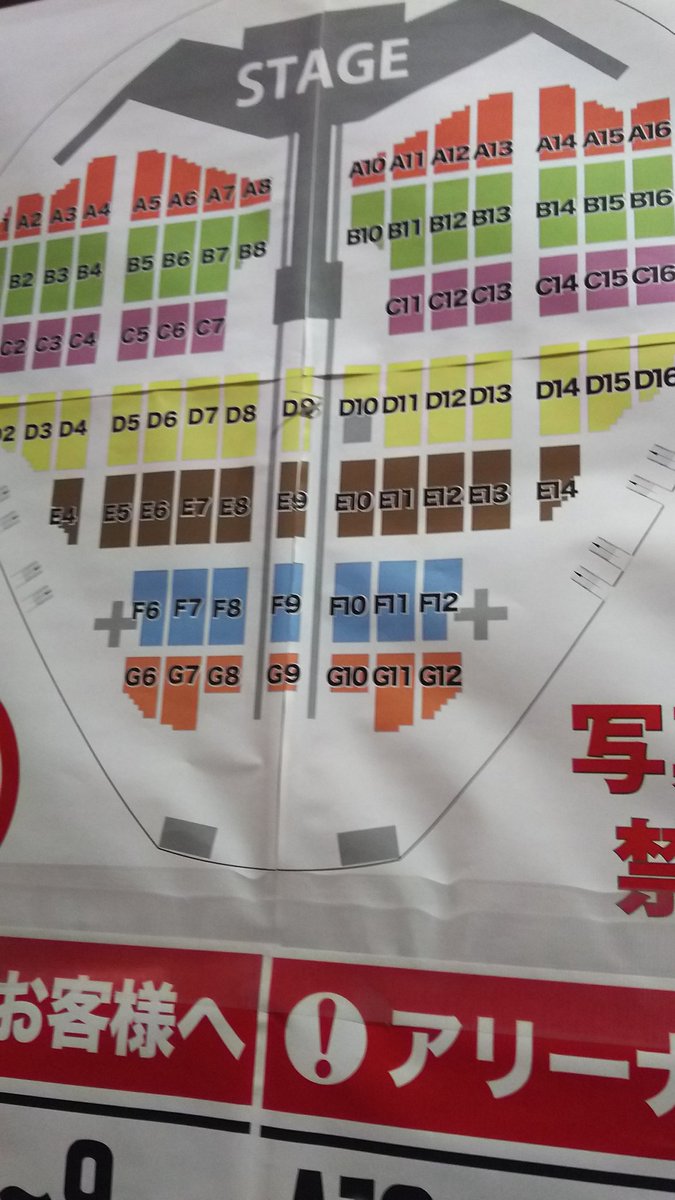 STAGE
A2 A3 A4 A5 A6 A7 A8 A10 A11 A12 A13 A14 A15 A16
B2 B3 B4 B5 B6 B7 B8 B10 B11 B12 B13 B14 B15 B16
C2 C3 C4 C5 C6 C7 C11 C12 C13 C14 C15 C16
D3 D4 D5 D6 D7 D8 D9 D10 D11 D12 D13 D14 D15 D16
E4 E5 E6 E7 E8 E9 E10 E11 E12 E13 E14
F6 F7 F8 F9 F10 F11 F12
G6 G7 G8 G9 G10 G11 G12
写
禁
お客様へ
! アリーナ
~9